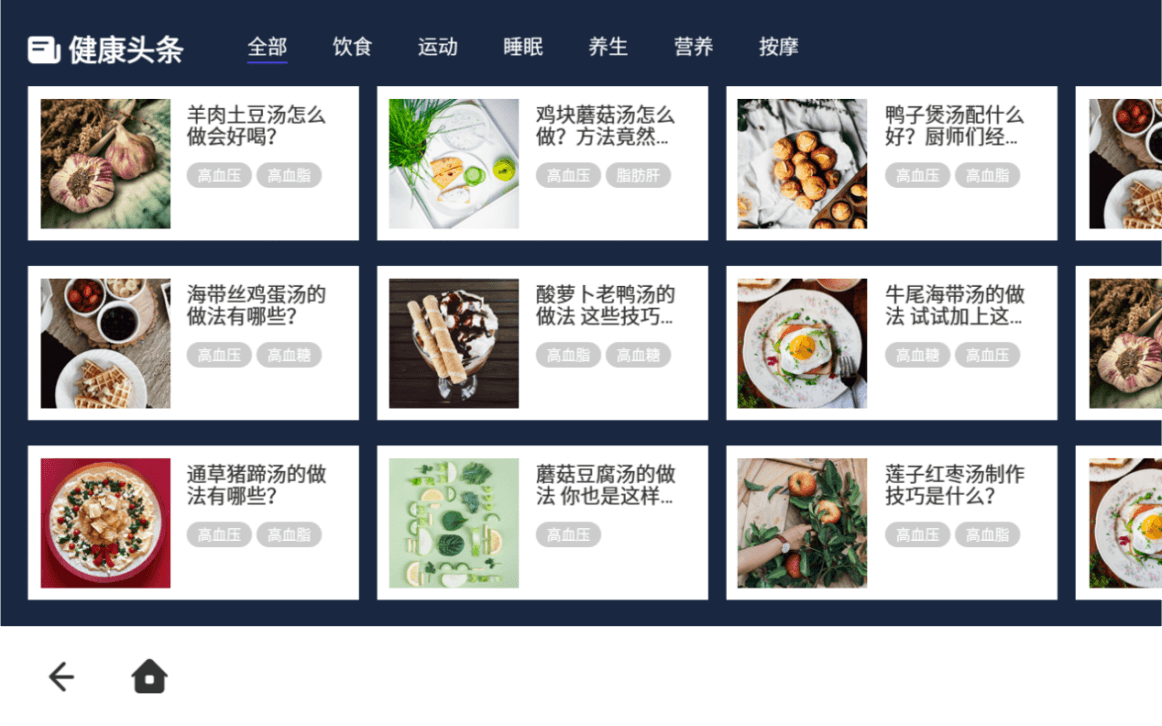 健康头条
全部 饮食 运动 睡眠 养生 营养 按摩
羊肉土豆汤怎么
做会好喝?
高血压 高血脂
鸡块蘑菇汤怎么
做? 方法竟然...
高血压 脂肪肝
鸭子煲汤配什么
好? 厨师们经...
高血压 高血脂
海带丝鸡蛋汤的
做法有哪些?
高血压 高血糖
酸萝卜老鸭汤的
做法 这些技巧...
高血脂 高血糖
牛尾海带汤的做
法 试试加上这...
高血糖 高血压
通草猪蹄汤的做
法有哪些?
高血压 高血脂
蘑菇豆腐汤的做
法 你也是这样...
高血压
莲子红枣汤制作
技巧是什么?
高血压 高血脂